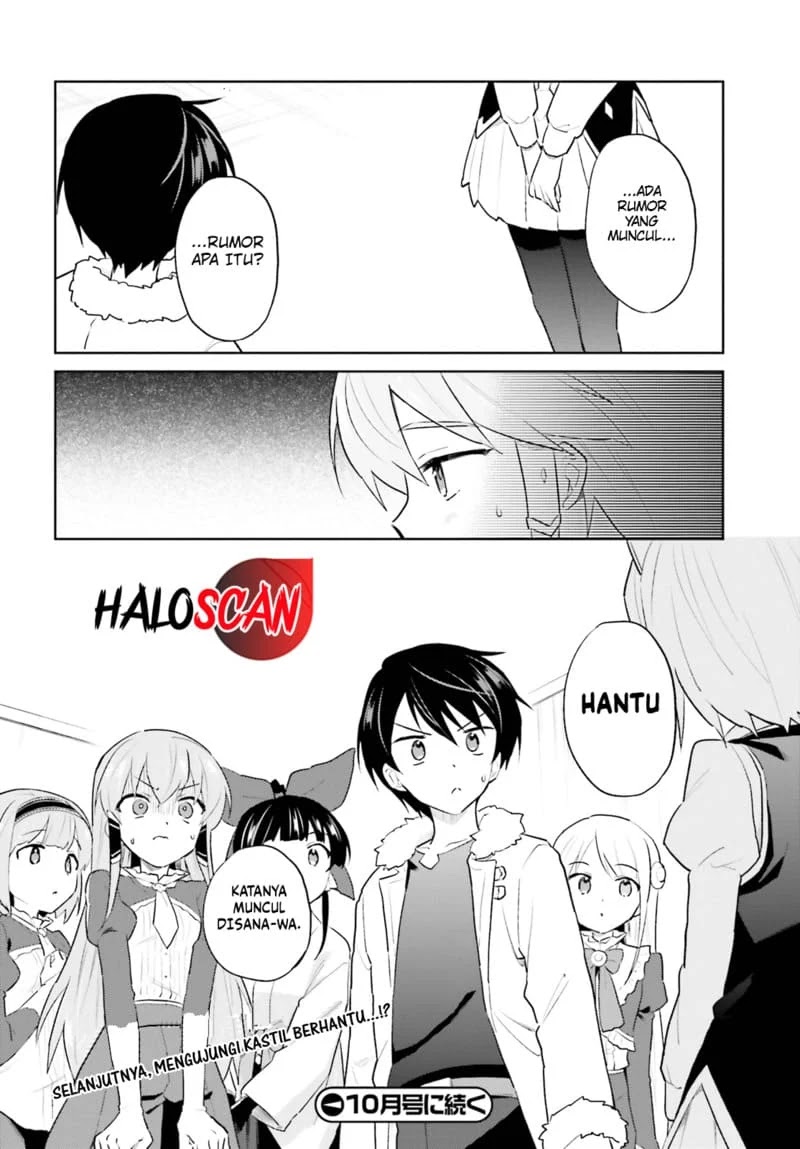 ...ADA
RUMOR
YANG
MUNCUL...
...RUMOR
APA ITU?
HALOSCAN
HANTU
KATANYA
MUNCUL
DISANA-WA.
SELANJUTNYA, MENGUJUNGI KASTIL BERHANTU...!?
10月号に続く